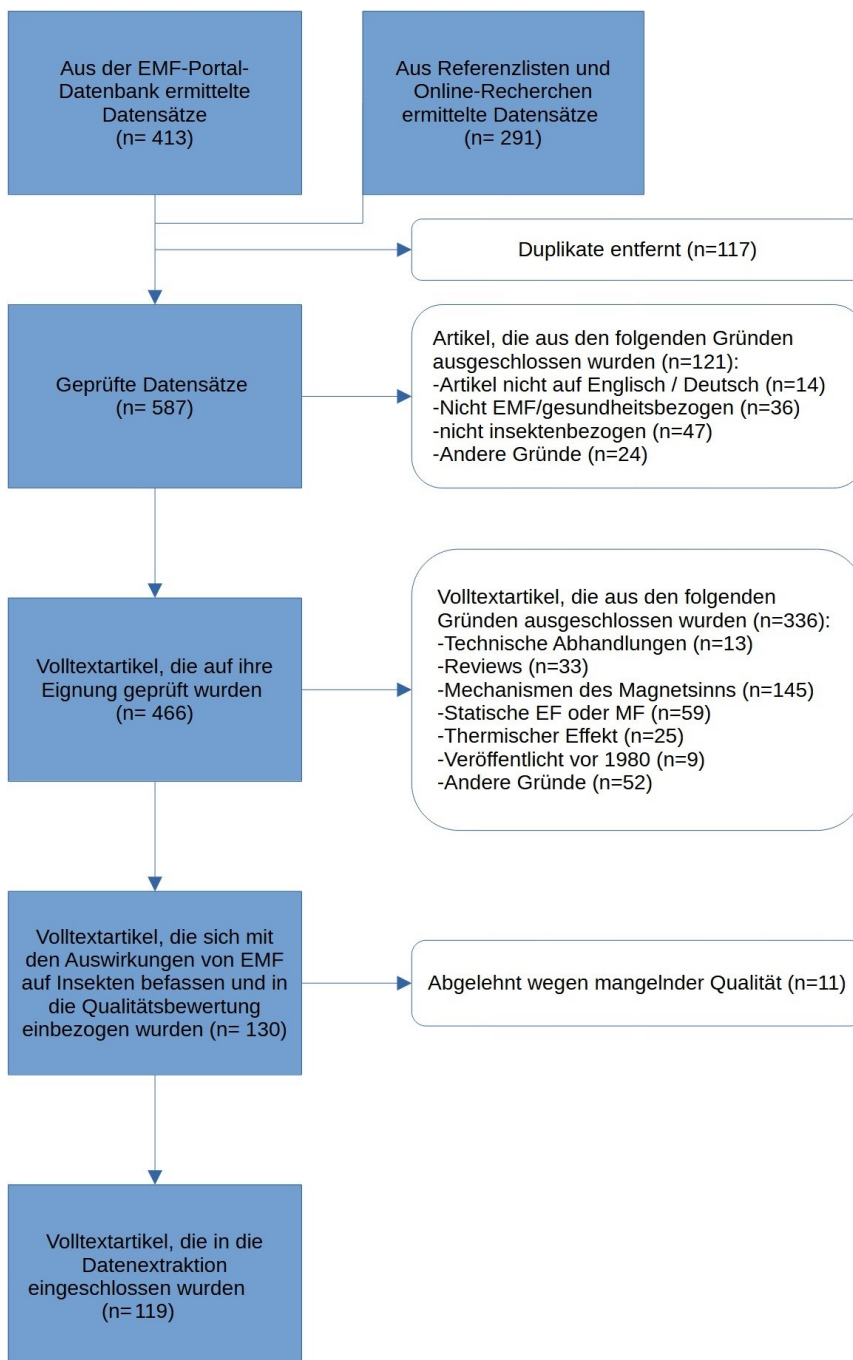 Aus der EMF-Portal-
Datenbank ermittelte
Datensätze
(n= 413)
Aus Referenzlisten und
Online-Recherchen
ermittelte Datensätze
(n= 291)
Duplikate entfernt (n=117)
Geprüfte Datensätze
(n= 587)
Artikel, die aus den folgenden Gründen
ausgeschlossen wurden (n=121):
-Artikel nicht auf Englisch / Deutsch (n=14)
-Nicht EMF/gesundheitsbezogen (n=36)
-nicht insektenbezogen (n=47)
-Andere Gründe (n=24)
Volltextartikel, die auf ihre
Eignung geprüft wurden
(n= 466)
Volltextartikel, die aus den folgenden
Gründen ausgeschlossen wurden (n=336):
-Technische Abhandlungen (n=13)
-Reviews (n=33)
-Mechanismen des Magnetsinns (n=145)
-Statische EF oder MF (n=59)
-Thermischer Effekt (n=25)
-Veröffentlicht vor 1980 (n=9)
-Andere Gründe (n=52)
Volltextartikel, die sich mit
den Auswirkungen von EMF
auf Insekten befassen und in
die Qualitätsbewertung
einbezogen wurden (n= 130)
Abgelehnt wegen mangelnder Qualität (n=11)
Volltextartikel, die in die
Datenextraktion
eingeschlossen wurden
(n=119)